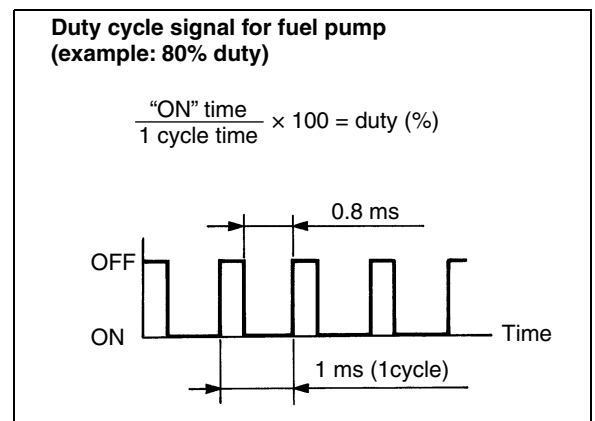 Duty cycle signal for fuel pump
(example: 80% duty)
“ON” time
1 cycle time × 100 = duty (%)
0.8 ms
OFF
ON
Time
1 ms (1cycle)